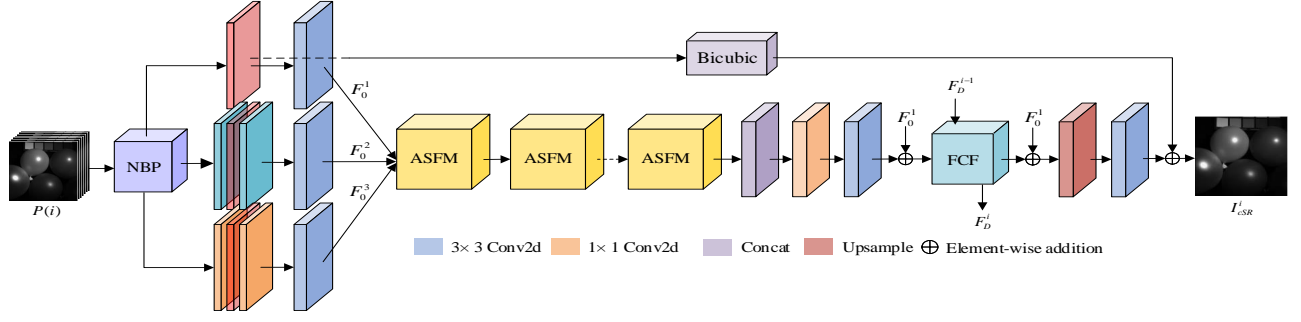 Bicubic
F_0^1
F_D^{i-1}
F_0^1
F_0^1
NBP
F_0^2
ASFM
ASFM
ASFM
FCF
P(i)
F_0^3
F_D^i
I_{cSR}^i
3× 3 Conv2d
1× 1 Conv2d
Concat
Upsample
Element-wise addition